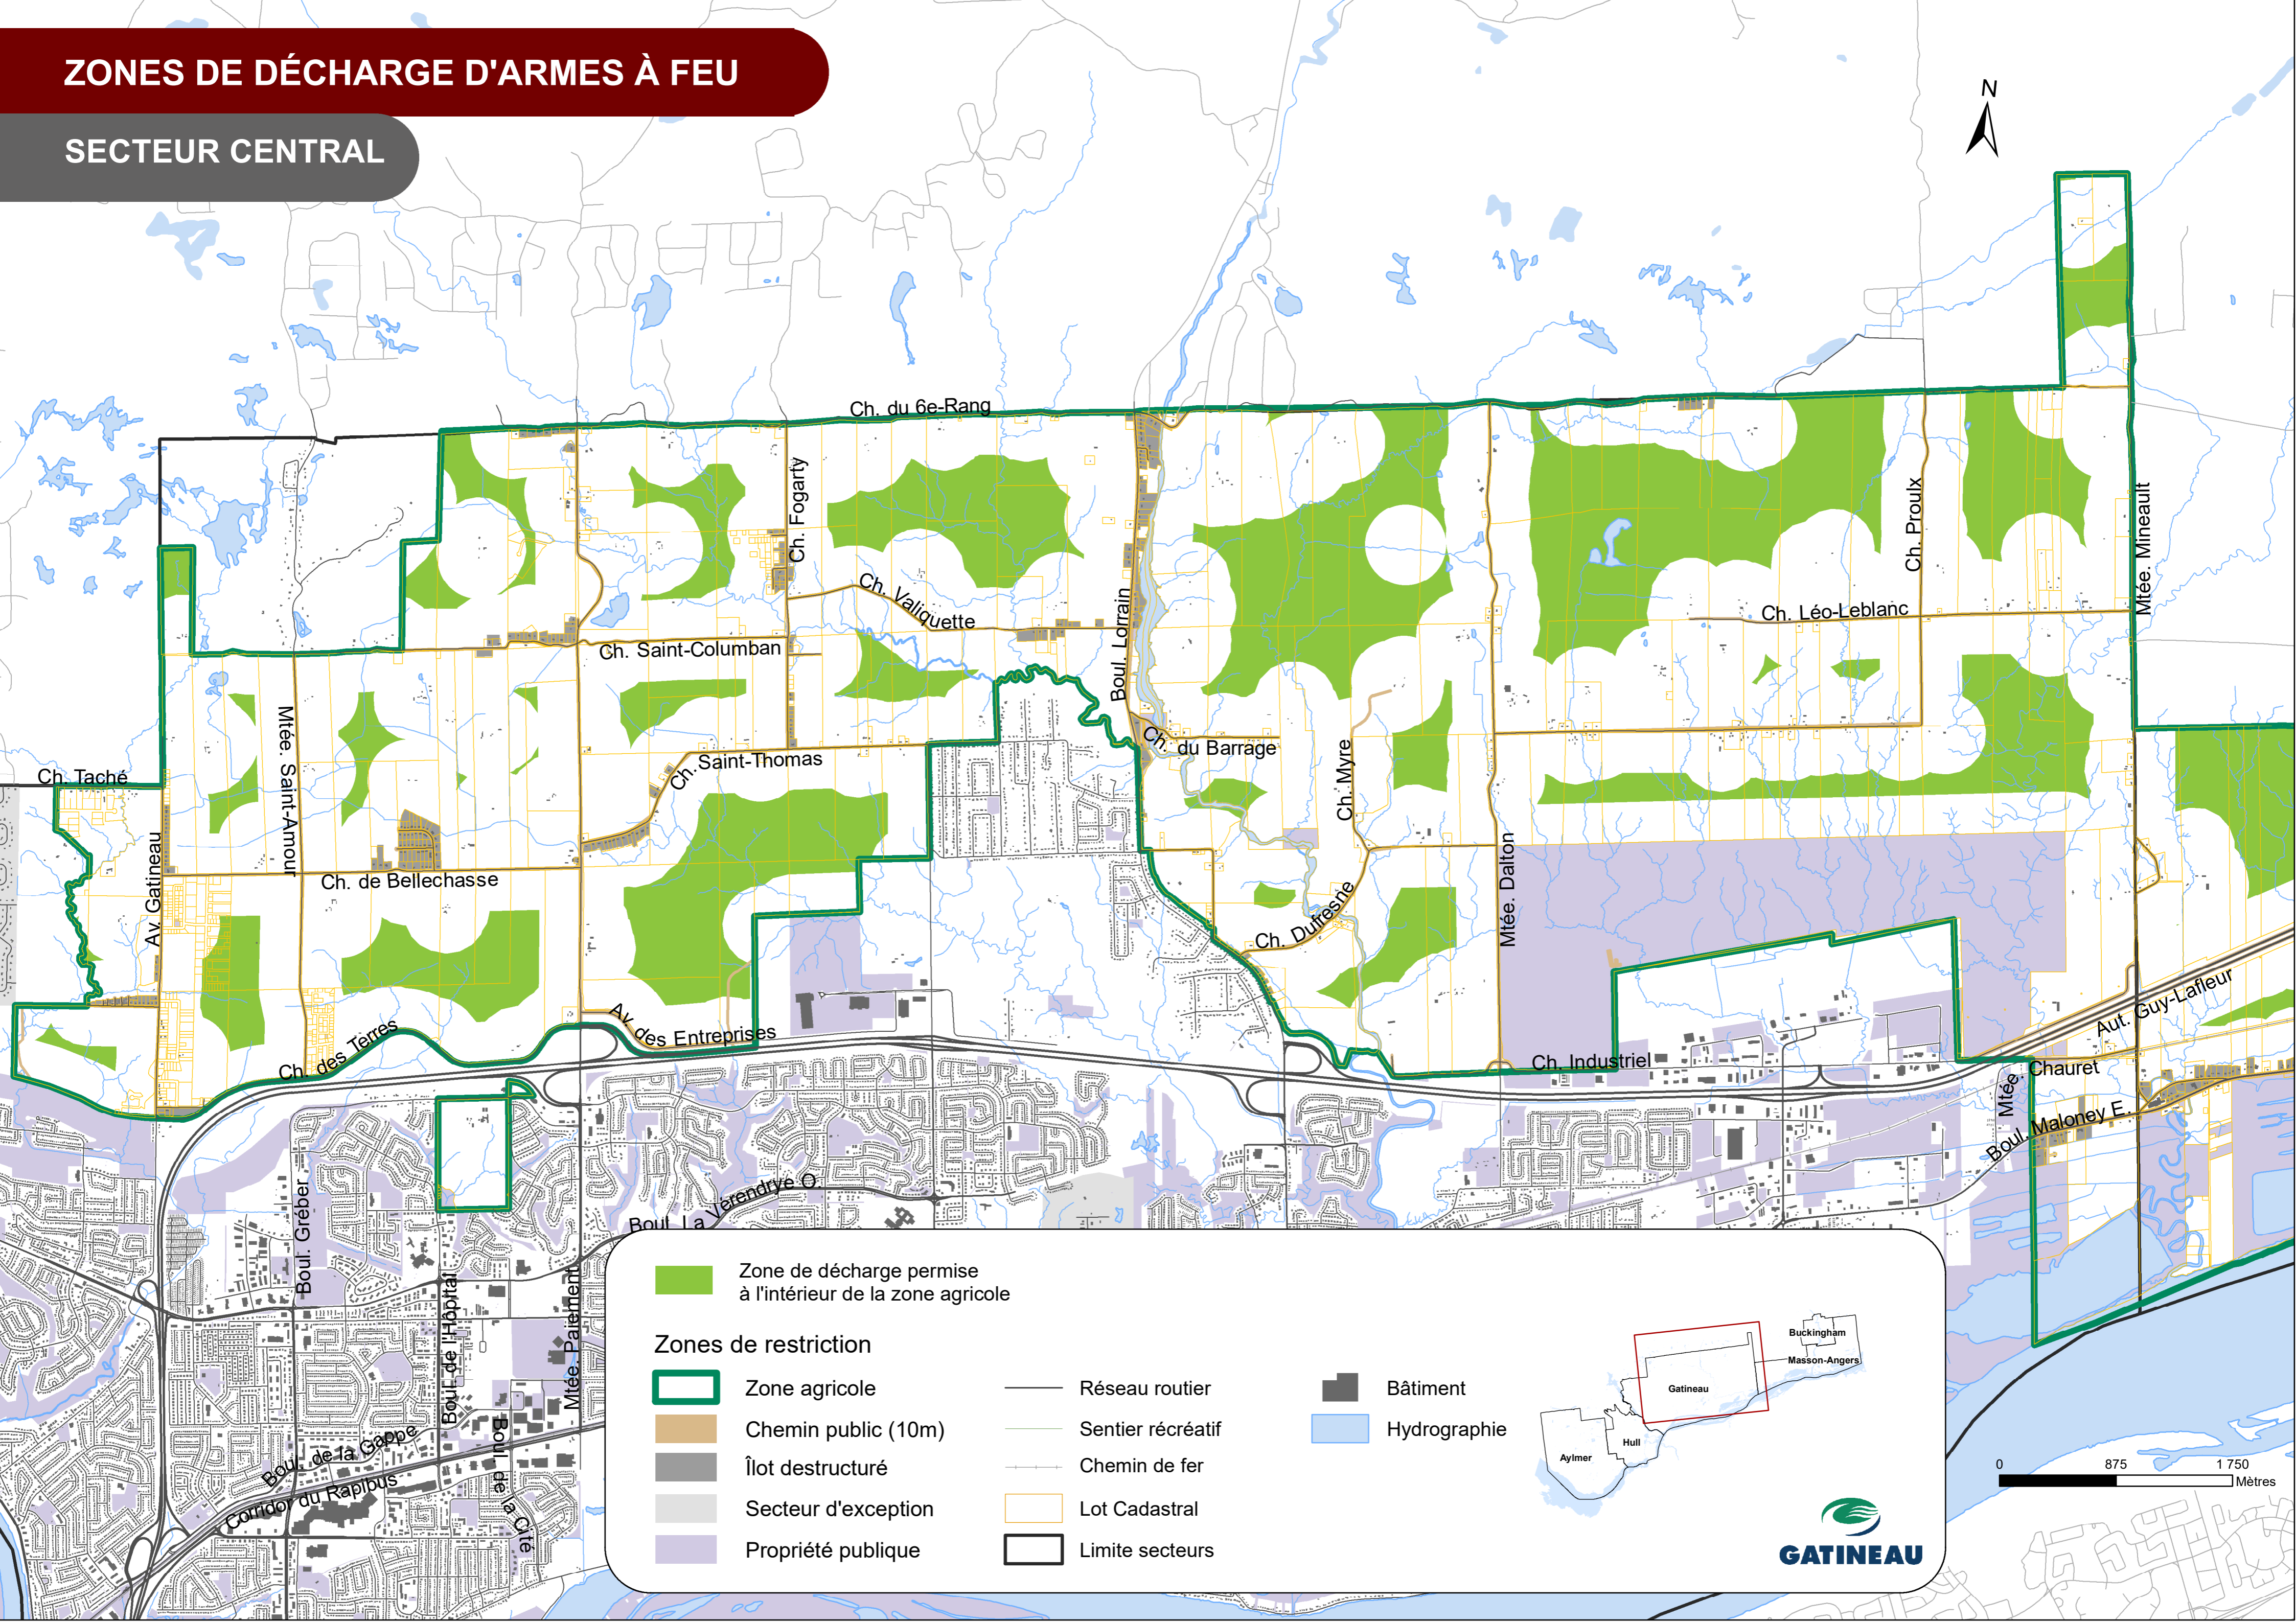 ZONES DE DÉCHARGE D'ARMES À FEU
SECTEUR CENTRAL
N
Ch. du 6e-Rang
Ch. Fogarty
Ch. Valiquette
Ch. Saint-Columban
Boul. Lorrain
Ch. Proulx
Mtée. Mineault
Ch. Léo-Leblanc
Ch. Taché
Mtée. Saint-Amour
Ch. Saint-Thomas
Ch. du Barrage
Ch. Myre
Av. Gatineau
Ch. de Bellechasse
Mtée. Dalton
Ch. Dufresne
Ch. des Terres
Av. des Entreprises
Ch. Industriel
Aut. Guy-Lafleur
Mtée. Chauret
Boul. Maloney E.
Boul. Gréber
Boul. La Vérendrye O.
Boul. de l'Hôpital
Mtée. Paiement
Boul. de la Gappe
Corridor du Rapibus
Boul. de la Cité
Zone de décharge permise
à l'intérieur de la zone agricole
Zones de restriction
Zone agricole
Chemin public (10m)
Îlot destructuré
Secteur d'exception
Propriété publique
Réseau routier
Sentier récréatif
Chemin de fer
Lot Cadastral
Limite secteurs
Bâtiment
Hydrographie
Buckingham
Masson-Angers
Gatineau
Hull
Aylmer
GATINEAU
0 875 1 750
Mètres